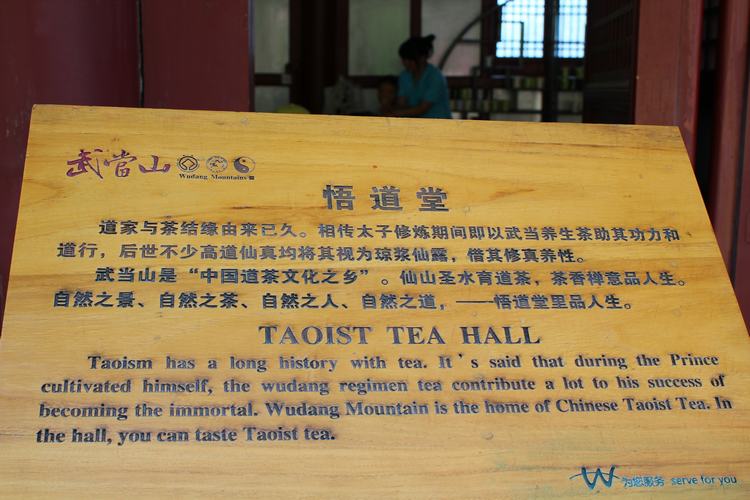 武當山
Wudang Mountains
悟道堂
道家与茶结缘由来已久。相传太子修炼期间即以武当养生茶助其功力和
道行，后世不少高道仙真均将其视为琼浆仙露，借其修真养性。
武当山是“中国道茶文化之乡”。仙山圣水育道茶，茶香禅意品人生。
自然之景、自然之茶、自然之人、自然之道，——悟道堂里品人生。
TAOIST TEA HALL
Taoism has a long history with tea. It's said that during the Prince
cultivated himself, the wudang regimen tea contribute a lot to his success of
becoming the immortal. Wudang Mountain is the home of Chinese Taoist Tea. In
the hall, you can taste Taoist tea.
为您服务 serve for you